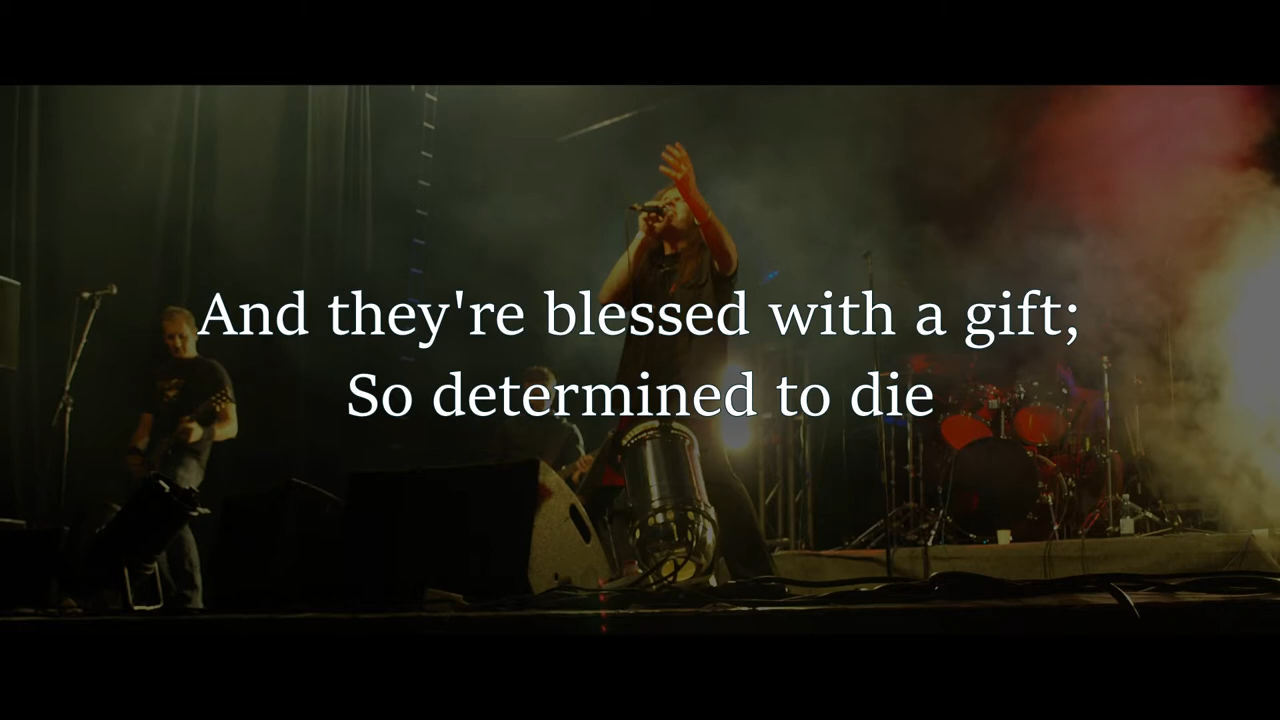 And they're blessed with a gift;
So determined to die